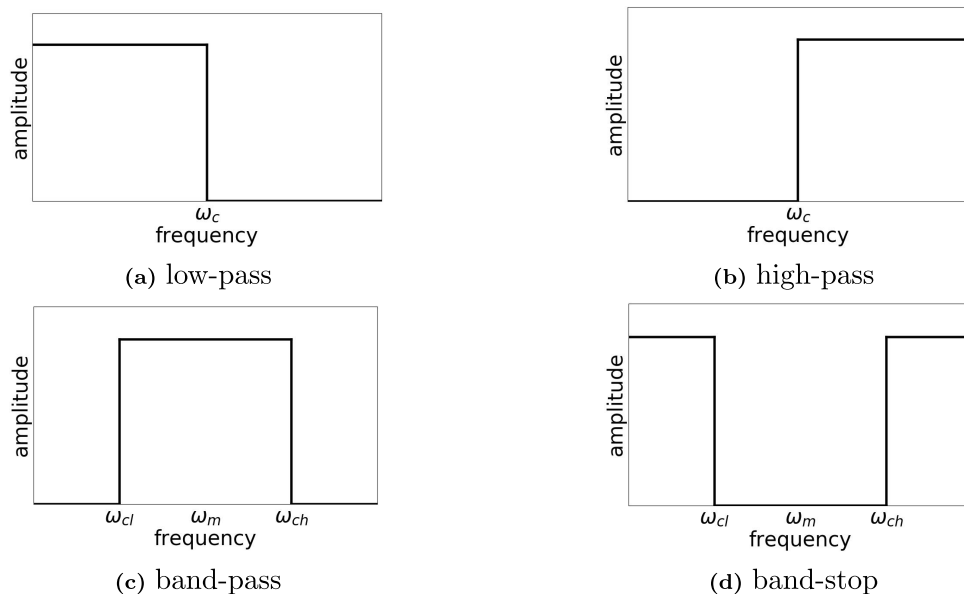 amplitude
ω_c
frequency
(a) low-pass
amplitude
ω_c
frequency
(b) high-pass
amplitude
ω_cl ω_m ω_ch
frequency
(c) band-pass
amplitude
ω_cl ω_m ω_ch
frequency
(d) band-stop